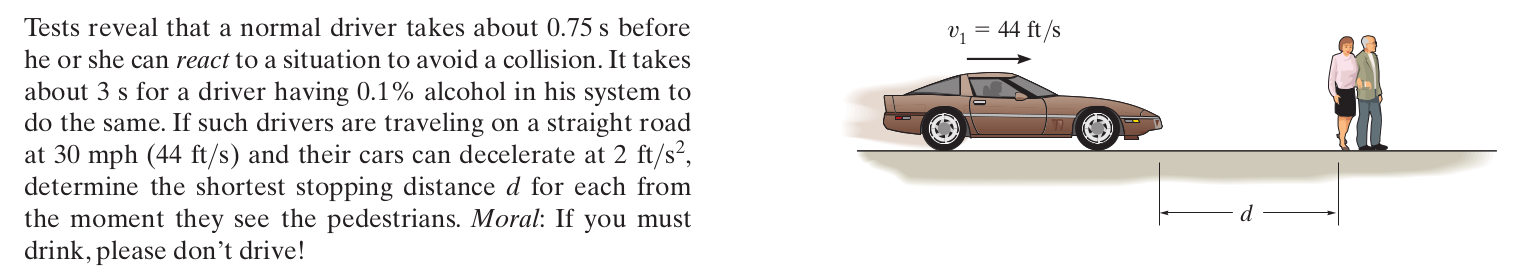 Tests reveal that a normal driver takes about 0.75 s before
he or she can react to a situation to avoid a collision. It takes
about 3 s for a driver having 0.1% alcohol in his system to
do the same. If such drivers are traveling on a straight road
at 30 mph (44 ft/s) and their cars can decelerate at 2 ft/s²,
determine the shortest stopping distance d for each from
the moment they see the pedestrians. Moral: If you must
drink, please don't drive!
v₁ = 44 ft/s
d